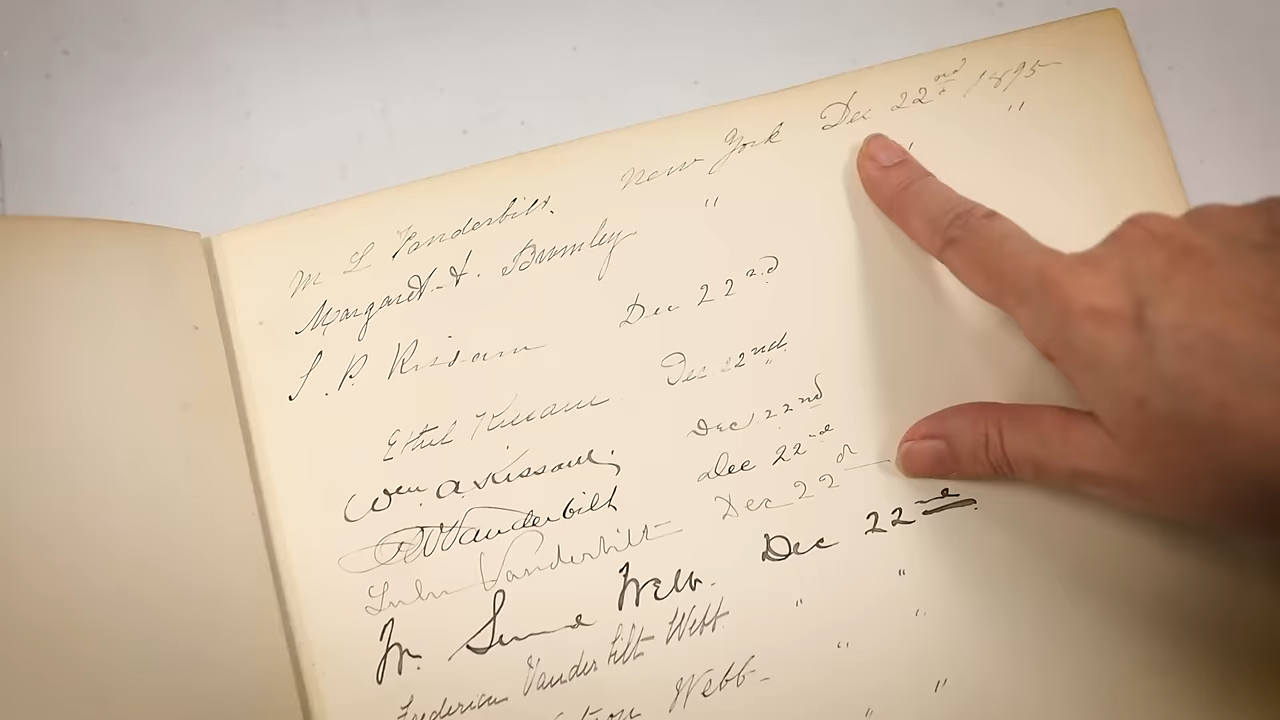 M L Vanderbilt. New York Dec 22nd 1895
Margaret A. Bromley " "
S. P. Kissam Dec 22nd
Ethel Kissam Dec 22nd
Wm A Kissam. Dec 22nd
Vanderbilt Dec 22nd
Lulu Vanderbilt Dec 22d
W. Seward Webb. Dec 22nd
Frederica Vanderbilt Webb " "
Webb " "